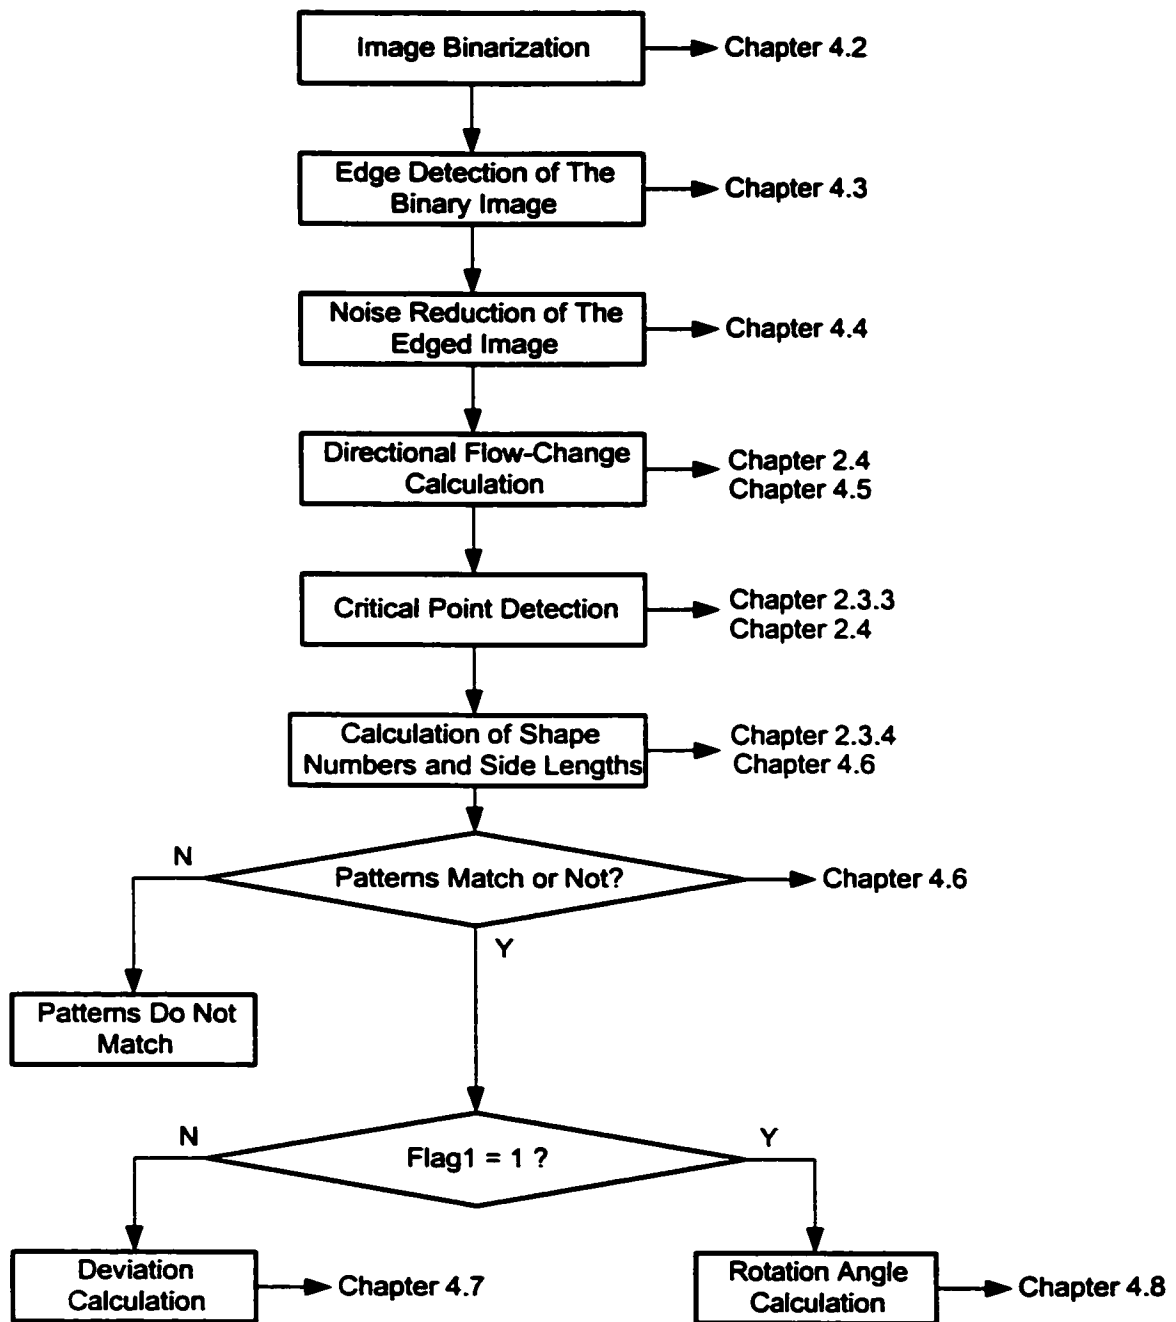 Image Binarization
Chapter 4.2
Edge Detection of The
Binary Image
Chapter 4.3
Noise Reduction of The
Edged Image
Chapter 4.4
Directional Flow-Change
Calculation
Chapter 2.4
Chapter 4.5
Critical Point Detection
Chapter 2.3.3
Chapter 2.4
Calculation of Shape
Numbers and Side Lengths
Chapter 2.3.4
Chapter 4.6
N
Patterns Match or Not?
Chapter 4.6
Y
Patterns Do Not
Match
N
Flag1 = 1 ?
Y
Deviation
Calculation
Chapter 4.7
Rotation Angle
Calculation
Chapter 4.8